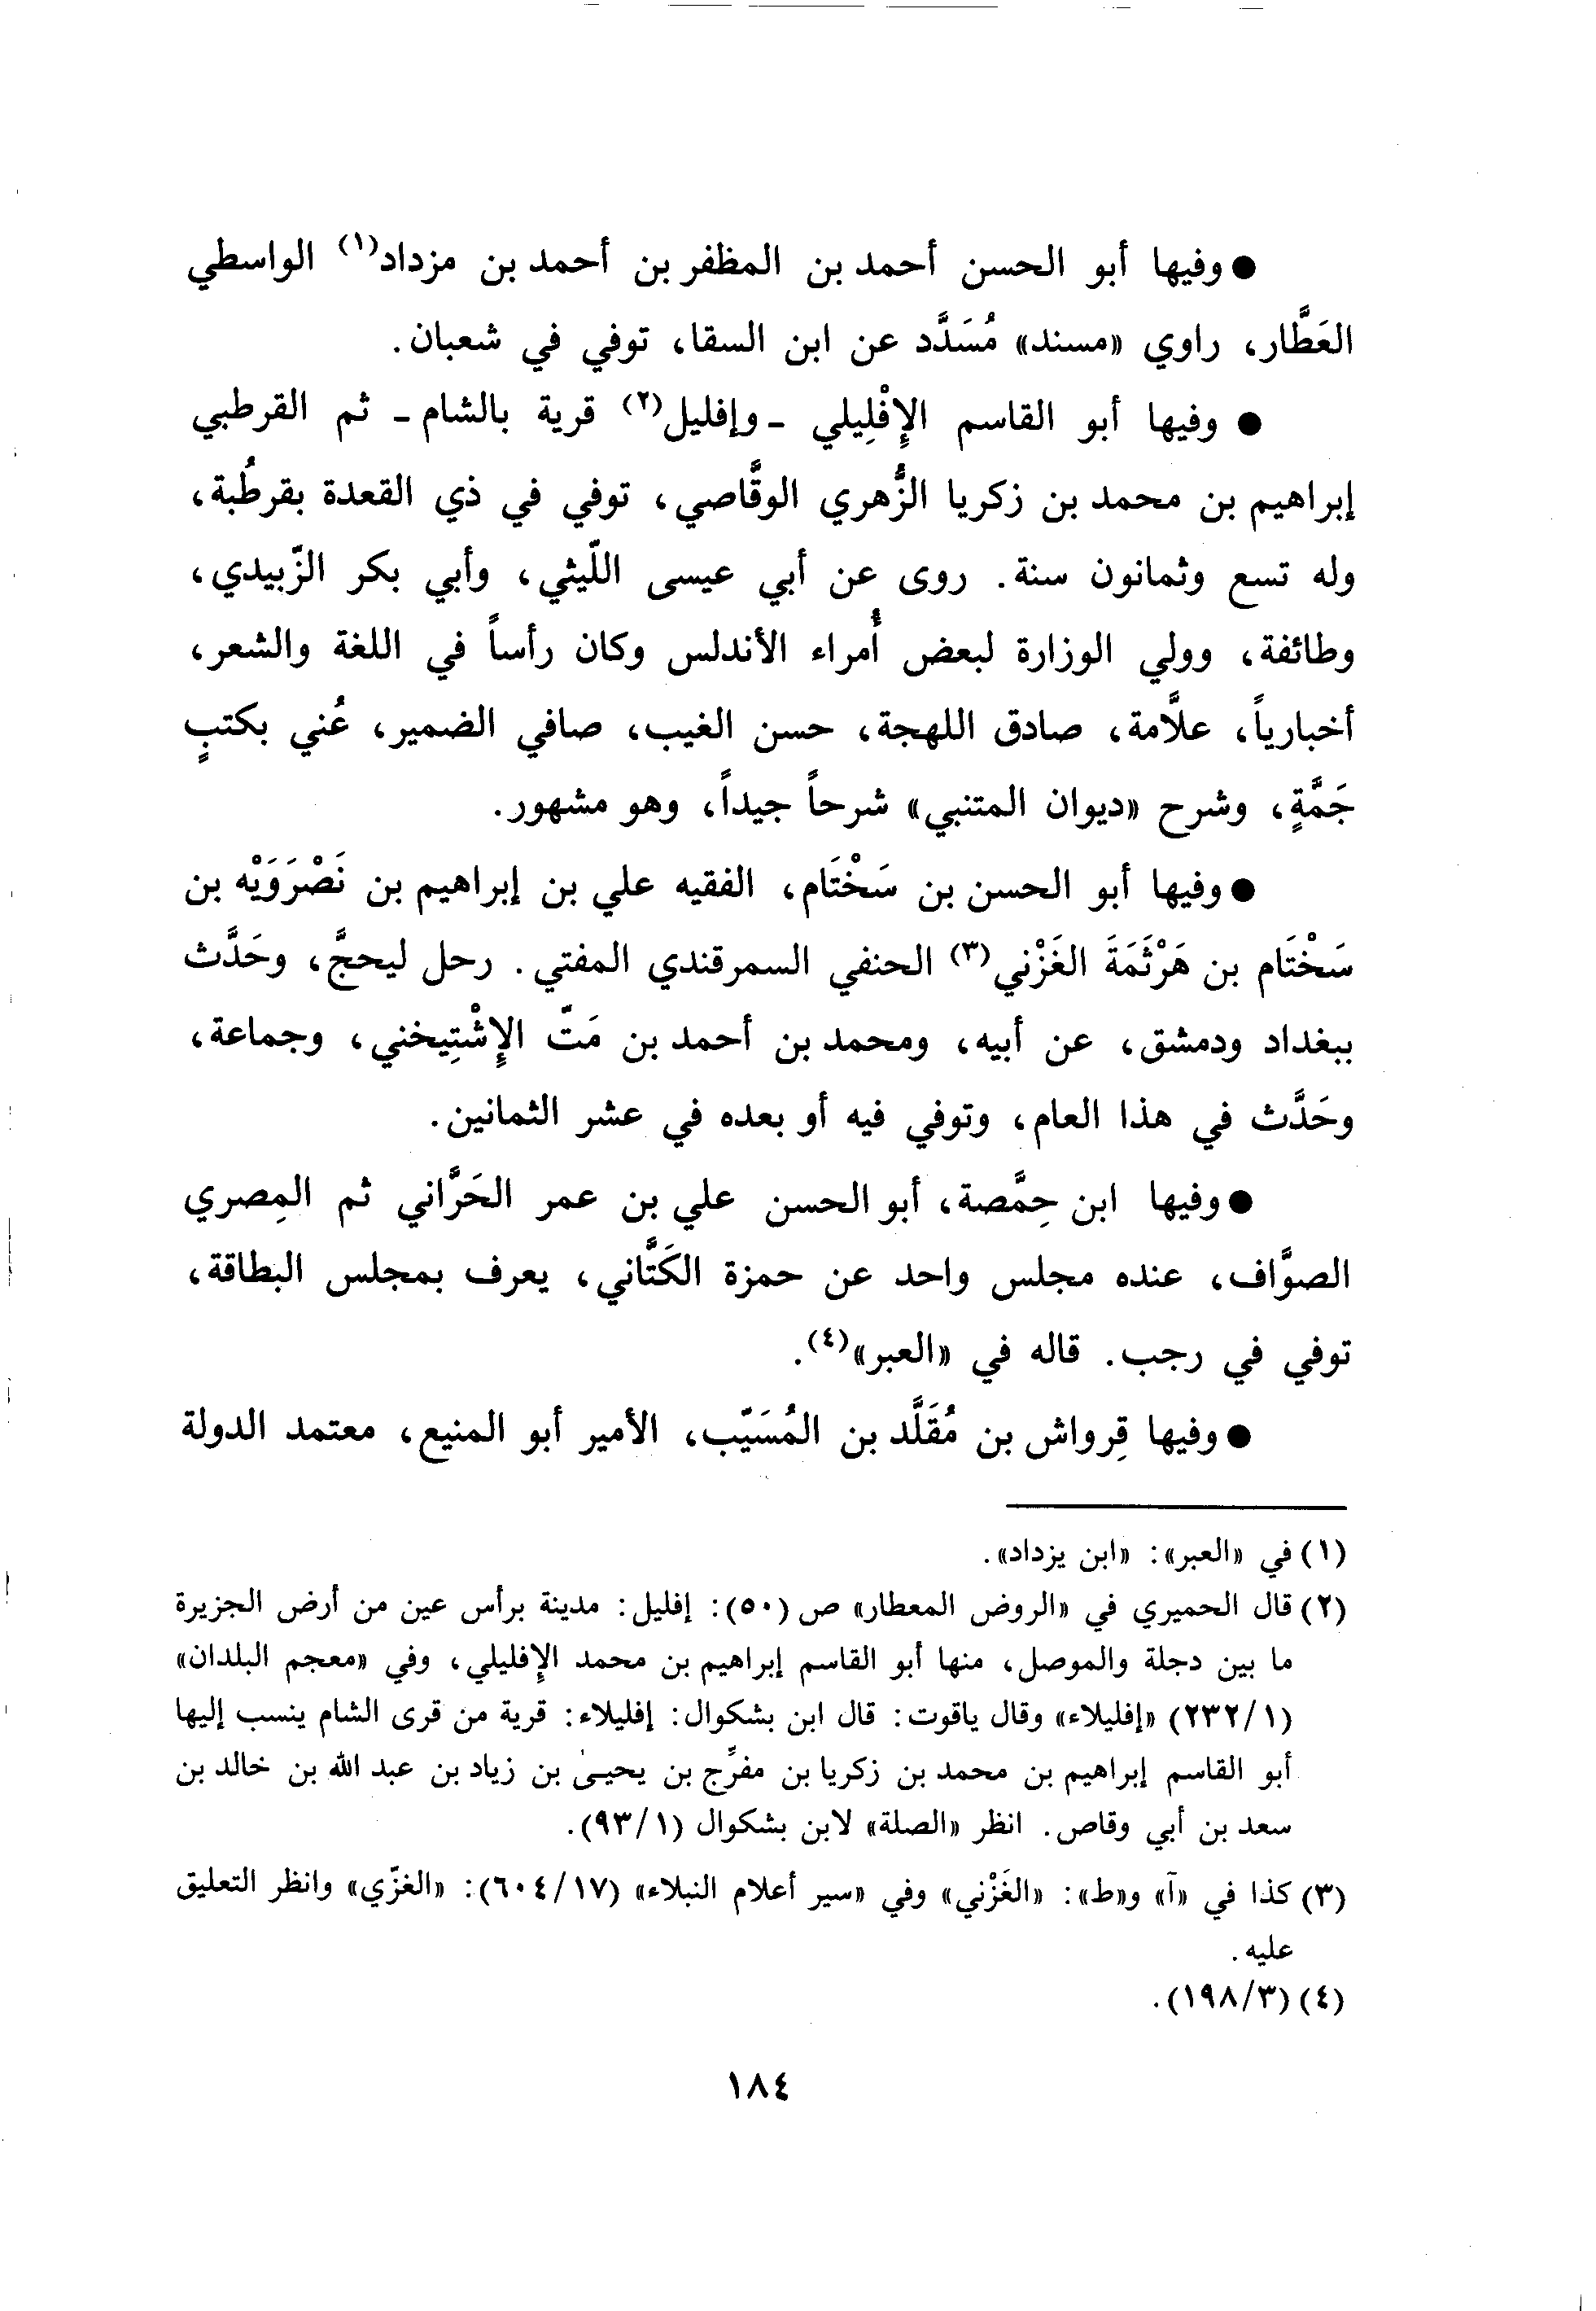 ● وفيها أبو الحسن أحمد بن المظفر بن أحمد بن مزداد(١) الواسطي
العَطَّار، راوي «مسند» مُسَدَّد عن ابن السقا، توفي في شعبان.
● وفيها أبو القاسم الإِفْلِيلي - وإفليل(٢) قرية بالشام - ثم القرطبي
إبراهيم بن محمد بن زكريا الزُّهري الوقَّاصي، توفي في ذي القعدة بقرطُبة،
وله تسع وثمانون سنة. روى عن أبي عيسى اللّيثي، وأبي بكر الزّبيدي،
وطائفة، وولي الوزارة لبعض أُمراء الأندلس وكان رأساً في اللغة والشعر،
أخبارياً، علَّامة، صادق اللهجة، حسن الغيب، صافي الضمير، عُني بكتبٍ
جَمَّةٍ، وشرح «ديوان المتنبي» شرحاً جيداً، وهو مشهور.
● وفيها أبو الحسن بن سَخْتَام، الفقيه علي بن إبراهيم بن نَصْرَوَيْه بن
سَخْتَام بن هَرْثَمَةَ الغَزْني(٣) الحنفي السمرقندي المفتي. رحل ليحجَّ، وحَدَّث
ببغداد ودمشق، عن أبيه، ومحمد بن أحمد بن مَتّ الإِشْتِيخني، وجماعة،
وحَدَّث في هذا العام، وتوفي فيه أو بعده في عشر الثمانين.
● وفيها ابن حِمَّصة، أبو الحسن علي بن عمر الحَرَّاني ثم المِصري
الصوَّاف، عنده مجلس واحد عن حمزة الكَتَّاني، يعرف بمجلس البطاقة،
توفي في رجب. قاله في «العبر»(٤).
● وفيها قِرواش بن مُقَلَّد بن المُسَيّب، الأمير أبو المنيع، معتمد الدولة
(١) في «العبر»: «ابن يزداد».
(٢) قال الحميري في «الروض المعطار» ص (٥٠): إفليل: مدينة برأس عين من أرض الجزيرة
ما بين دجلة والموصل، منها أبو القاسم إبراهيم بن محمد الإفليلي، وفي «معجم البلدان»
(٢٣٢/١) «إفليلاء» وقال ياقوت: قال ابن بشكوال: إفليلاء: قرية من قرى الشام ينسب إليها
أبو القاسم إبراهيم بن محمد بن زكريا بن مفرِّج بن يحيىٰ بن زياد بن عبد الله بن خالد بن
سعد بن أبي وقاص. انظر «الصلة» لابن بشكوال (٩٣/١).
(٣) كذا في «آ» و«ط»: «الغَزْني» وفي «سير أعلام النبلاء» (٦٠٤/١٧): «الغزّي» وانظر التعليق
عليه.
(٤) (١٩٨/٣).
١٨٤